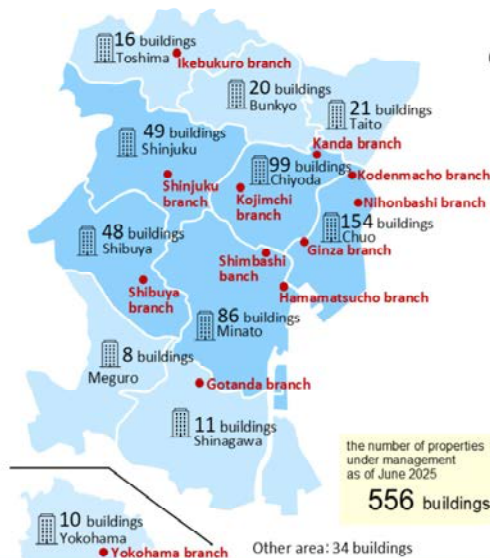 16 buildings
Toshima
Ikebukuro branch
20 buildings
Bunkyo
21 buildings
Taito
49 buildings
Shinjuku
Kanda branch
99 buildings
Chiyoda
Kodenmacho branch
Shinjuku
branch
Kojimchi
branch
Nihonbashi branch
154 buildings
Chuo
48 buildings
Shibuya
Shimbashi
banch
Ginza branch
Shibuya
branch
Hamamatsucho branch
86 buildings
Minato
8 buildings
Meguro
Gotanda branch
11 buildings
Shinagawa
the number of properties
under management
as of June 2025
556 buildings
10 buildings
Yokohama
Yokohama branch
Other area: 34 buildings